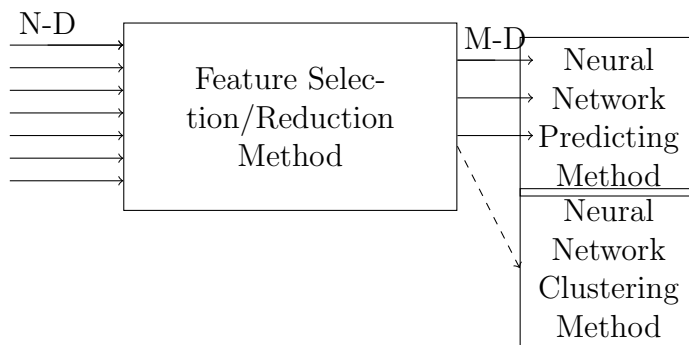 N-D
Feature Selec-
tion/Reduction
Method
M-D
Neural
Network
Predicting
Method
Neural
Network
Clustering
Method